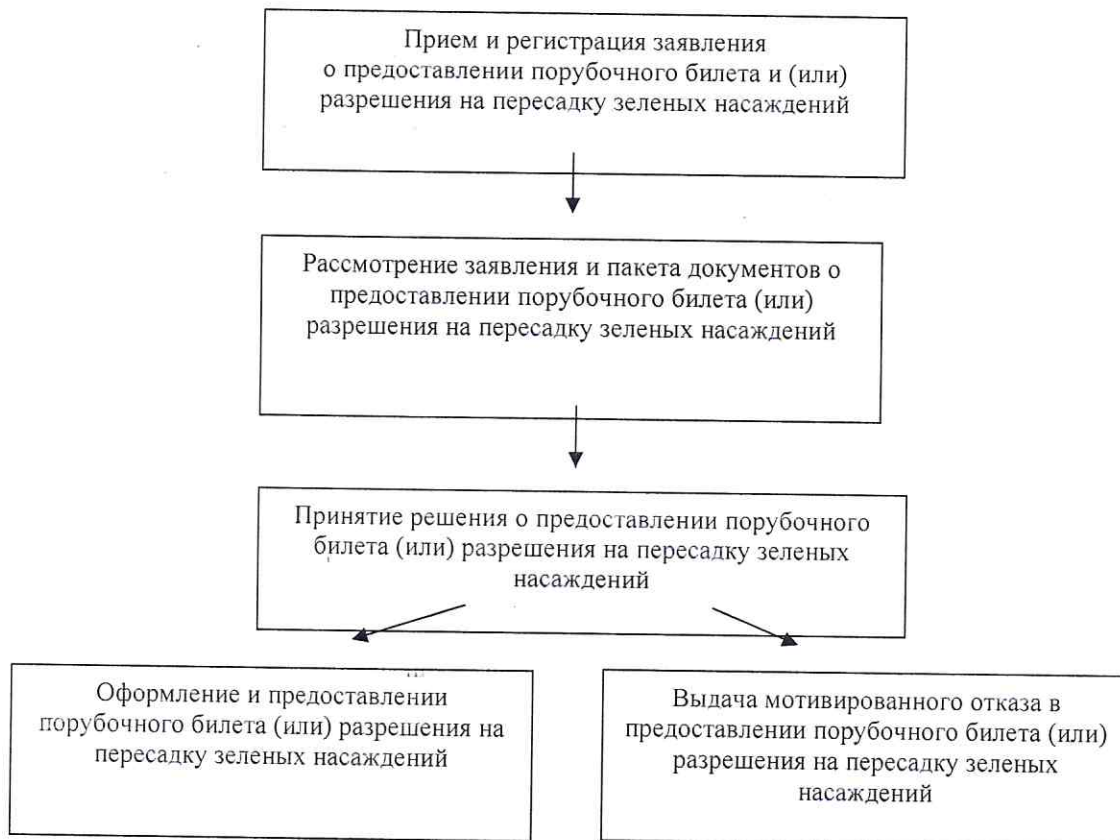 Прием и регистрация заявления
о предоставлении порубочного билета и (или)
разрешения на пересадку зеленых насаждений
Рассмотрение заявления и пакета документов о
предоставлении порубочного билета (или)
разрешения на пересадку зеленых насаждений
Принятие решения о предоставлении порубочного
билета (или) разрешения на пересадку зеленых
насаждений
Оформление и предоставлении
порубочного билета (или) разрешения на
пересадку зеленых насаждений
Выдача мотивированного отказа в
предоставлении порубочного билета (или)
разрешения на пересадку зеленых
насаждений